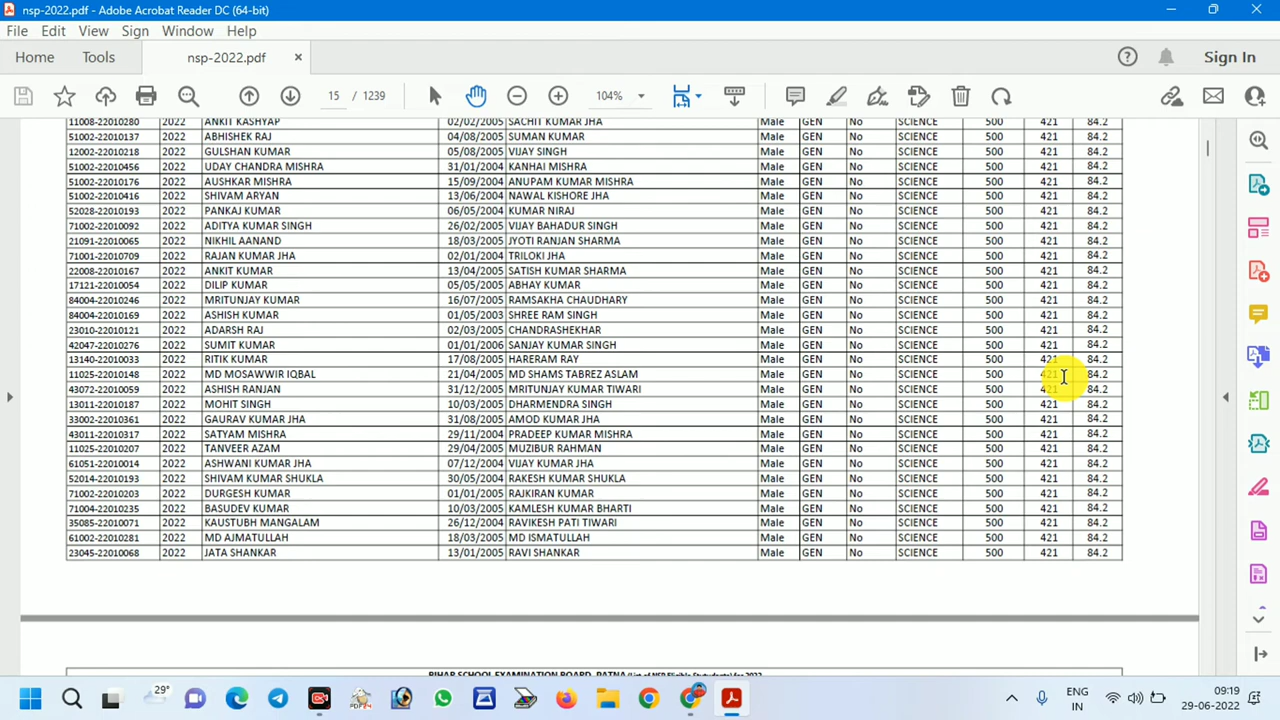 nsp-2022.pdf - Adobe Acrobat Reader DC (64-bit)
File Edit View Sign Window Help
Home Tools nsp-2022.pdf × Sign In
15 / 1239 104%
11008-22010280 2022 ANKIT KASHYAP 02/02/2005 SACHIT KUMAR JHA Male GEN No SCIENCE 500 421 84.2
51002-22010137 2022 ABHISHEK RAJ 04/08/2005 SUMAN KUMAR Male GEN No SCIENCE 500 421 84.2
12002-22010218 2022 GULSHAN KUMAR 05/08/2005 VIJAY SINGH Male GEN No SCIENCE 500 421 84.2
51002-22010456 2022 UDAY CHANDRA MISHRA 31/01/2004 KANHAI MISHRA Male GEN No SCIENCE 500 421 84.2
51002-22010176 2022 AUSHKAR MISHRA 15/09/2004 ANUPAM KUMAR MISHRA Male GEN No SCIENCE 500 421 84.2
51002-22010416 2022 SHIVAM ARYAN 13/06/2004 NAWAL KISHORE JHA Male GEN No SCIENCE 500 421 84.2
52028-22010193 2022 PANKAJ KUMAR 06/05/2004 KUMAR NIRAJ Male GEN No SCIENCE 500 421 84.2
71002-22010092 2022 ADITYA KUMAR SINGH 26/02/2005 VIJAY BAHADUR SINGH Male GEN No SCIENCE 500 421 84.2
21091-22010065 2022 NIKHIL AANAND 18/03/2005 JYOTI RANJAN SHARMA Male GEN No SCIENCE 500 421 84.2
71001-22010709 2022 RAJAN KUMAR JHA 02/01/2004 TRILOKI JHA Male GEN No SCIENCE 500 421 84.2
22008-22010167 2022 ANKIT KUMAR 13/04/2005 SATISH KUMAR SHARMA Male GEN No SCIENCE 500 421 84.2
17121-22010054 2022 DILIP KUMAR 05/05/2005 ABHAY KUMAR Male GEN No SCIENCE 500 421 84.2
84004-22010246 2022 MRITUNJAY KUMAR 16/07/2005 RAMSAKHA CHAUDHARY Male GEN No SCIENCE 500 421 84.2
84004-22010169 2022 ASHISH KUMAR 01/05/2003 SHREE RAM SINGH Male GEN No SCIENCE 500 421 84.2
23010-22010121 2022 ADARSH RAJ 02/03/2005 CHANDRASHEKHAR Male GEN No SCIENCE 500 421 84.2
42047-22010276 2022 SUMIT KUMAR 01/01/2006 SANJAY KUMAR SINGH Male GEN No SCIENCE 500 421 84.2
13140-22010033 2022 RITIK KUMAR 17/08/2005 HARERAM RAY Male GEN No SCIENCE 500 421 84.2
11025-22010148 2022 MD MOSAWWIR IQBAL 21/04/2005 MD SHAMS TABREZ ASLAM Male GEN No SCIENCE 500 421 84.2
43072-22010059 2022 ASHISH RANJAN 31/12/2005 MRITUNJAY KUMAR TIWARI Male GEN No SCIENCE 500 421 84.2
13011-22010187 2022 MOHIT SINGH 10/03/2005 DHARMENDRA SINGH Male GEN No SCIENCE 500 421 84.2
33002-22010361 2022 GAURAV KUMAR JHA 31/08/2005 AMOD KUMAR JHA Male GEN No SCIENCE 500 421 84.2
43011-22010317 2022 SATYAM MISHRA 29/11/2004 PRADEEP KUMAR MISHRA Male GEN No SCIENCE 500 421 84.2
11025-22010207 2022 TANVEER AZAM 29/04/2005 MUZIBUR RAHMAN Male GEN No SCIENCE 500 421 84.2
61051-22010014 2022 ASHWANI KUMAR JHA 07/12/2004 VIJAY KUMAR JHA Male GEN No SCIENCE 500 421 84.2
52014-22010193 2022 SHIVAM KUMAR SHUKLA 30/05/2004 RAKESH SHUKLA Male GEN No SCIENCE 500 421 84.2
71002-22010203 2022 DURGESH KUMAR 01/01/2005 RAJKIRAN KUMAR Male GEN No SCIENCE 500 421 84.2
71004-22010235 2022 BASUDEV KUMAR 10/03/2005 KAMLESH KUMAR BHARTI Male GEN No SCIENCE 500 421 84.2
35085-22010071 2022 KAUSTUBH MANGALAM 26/12/2004 RAVIKESH PATI TIWARI Male GEN No SCIENCE 500 421 84.2
61002-22010281 2022 MD AJMATULLAH 18/03/2005 MD ISMATULLAH Male GEN No SCIENCE 500 421 84.2
23045-22010068 2022 JATA SHANKAR 13/01/2005 RAVI SHANKAR Male GEN No SCIENCE 500 421 84.2
BIHAR SCHOOL EXAMINATION BOARD, PATNA (List of NSP Eligible Stutudents) for 2022
29° ENG 09:19
IN 29-06-2022